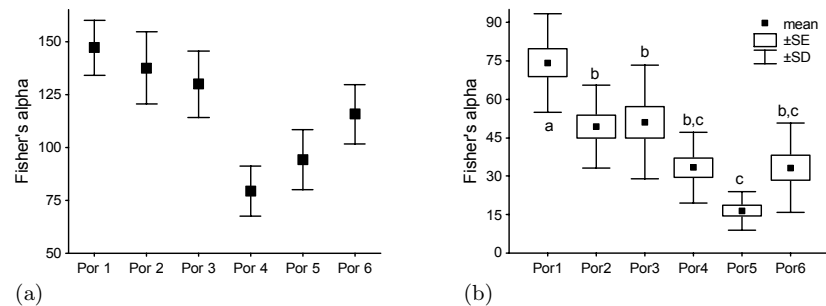 Fisher's alpha
150
125
100
75
50
Por 1 Por 2 Por 3 Por 4 Por 5 Por 6
(a)
Fisher's alpha
90
75
60
45
30
15
0
mean
±SE
±SD
a
b
b
b,c
c
b,c
Por1 Por2 Por3 Por4 Por5 Por6
(b)